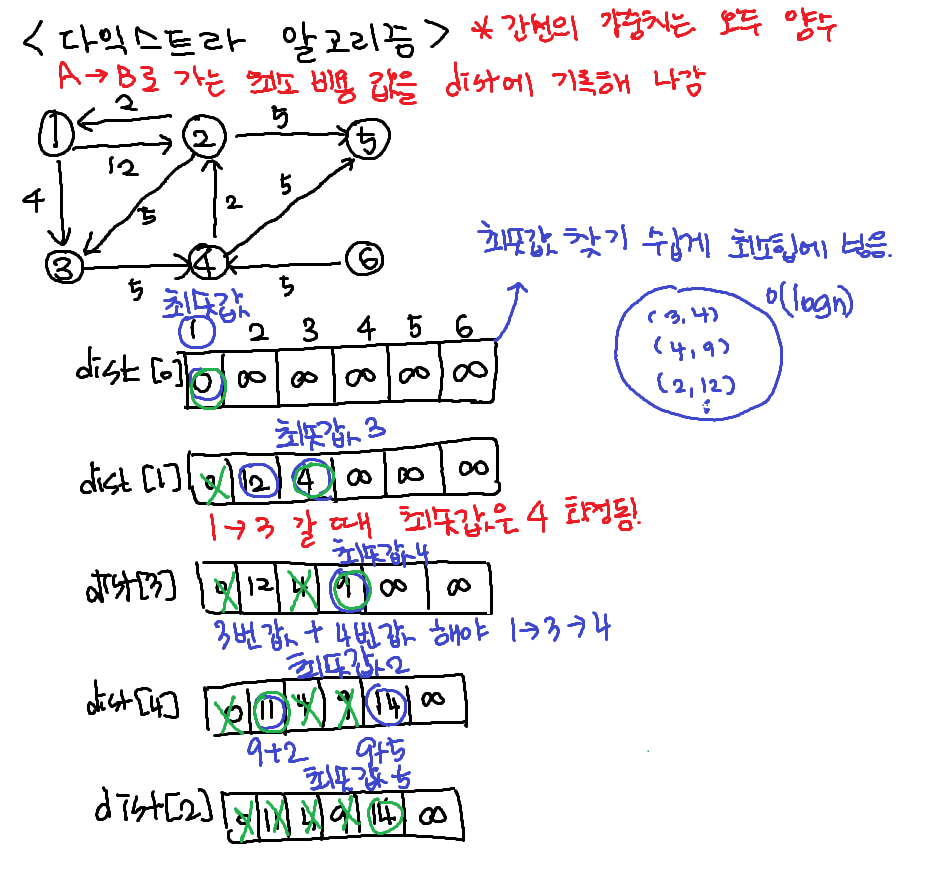 <다익스트라 알고리즘> * 간선의 가중치는 모두 양수
A→B로 가는 최소 비용 값을 dist에 기록해 나감
2
1 2 5 5
12
4 5 2 5
3 4 6
5 5
최솟값 찾기 쉽게 최소힙에 넣음.
O(logn)
(3,4)
(4,9)
(2,12)
⋮
최솟값
1 2 3 4 5 6
dist [0] 0 ∞ ∞ ∞ ∞ ∞
최솟값 3
dist [1] 0 12 4 ∞ ∞ ∞
1→3 갈 때 최솟값은 4 확정됨!
최솟값 4
dist[3] 0 12 4 9 ∞ ∞
3번 값 + 4번 값 해야 1→3→4
최솟값 2
dist[4] 0 11 4 9 14 ∞
9+2 9+5
최솟값 5
dist[2] 0 11 4 9 14 ∞